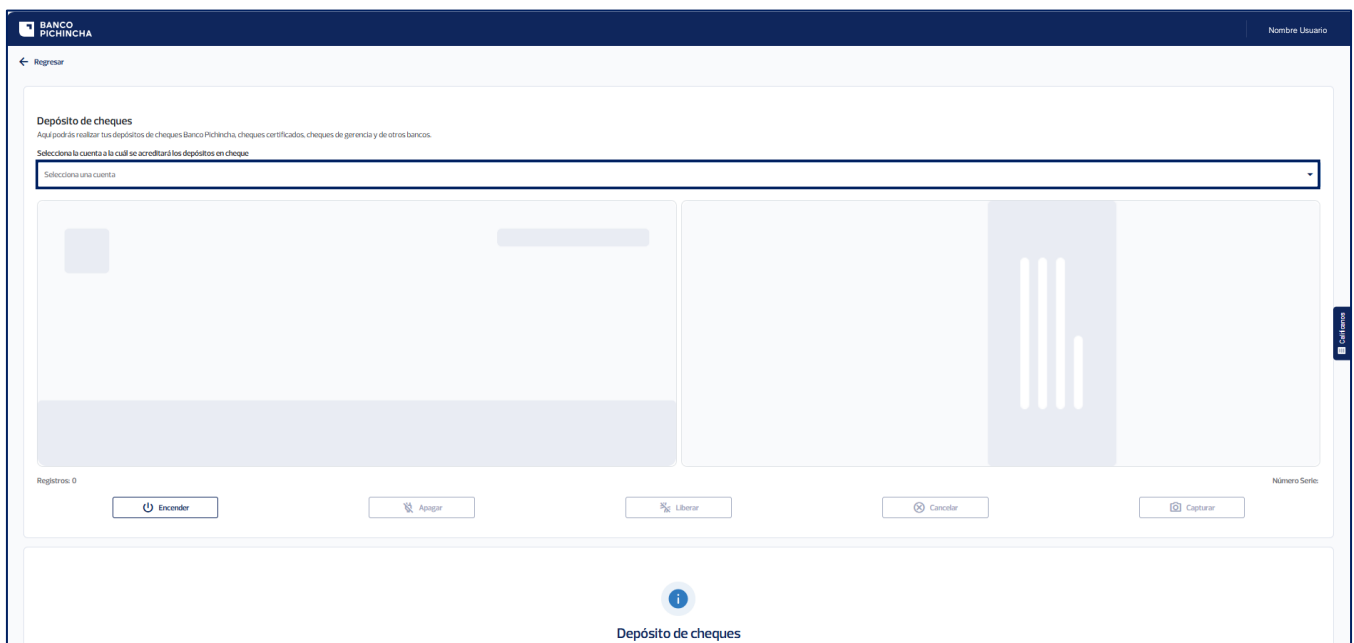 BANCO
PICHINCHA
Nombre Usuario
Regresar
Depósito de cheques
Aquí podrás realizar tus depósitos de cheques Banco Pichincha, cheques certificados, cheques de gerencia y de otros bancos.
Selecciona la cuenta a la cuál se acreditará los depósitos en cheque
Selecciona una cuenta
Califícanos
Registros: 0
Número Serie:
Encender
Apagar
Liberar
Cancelar
Capturar
Depósito de cheques